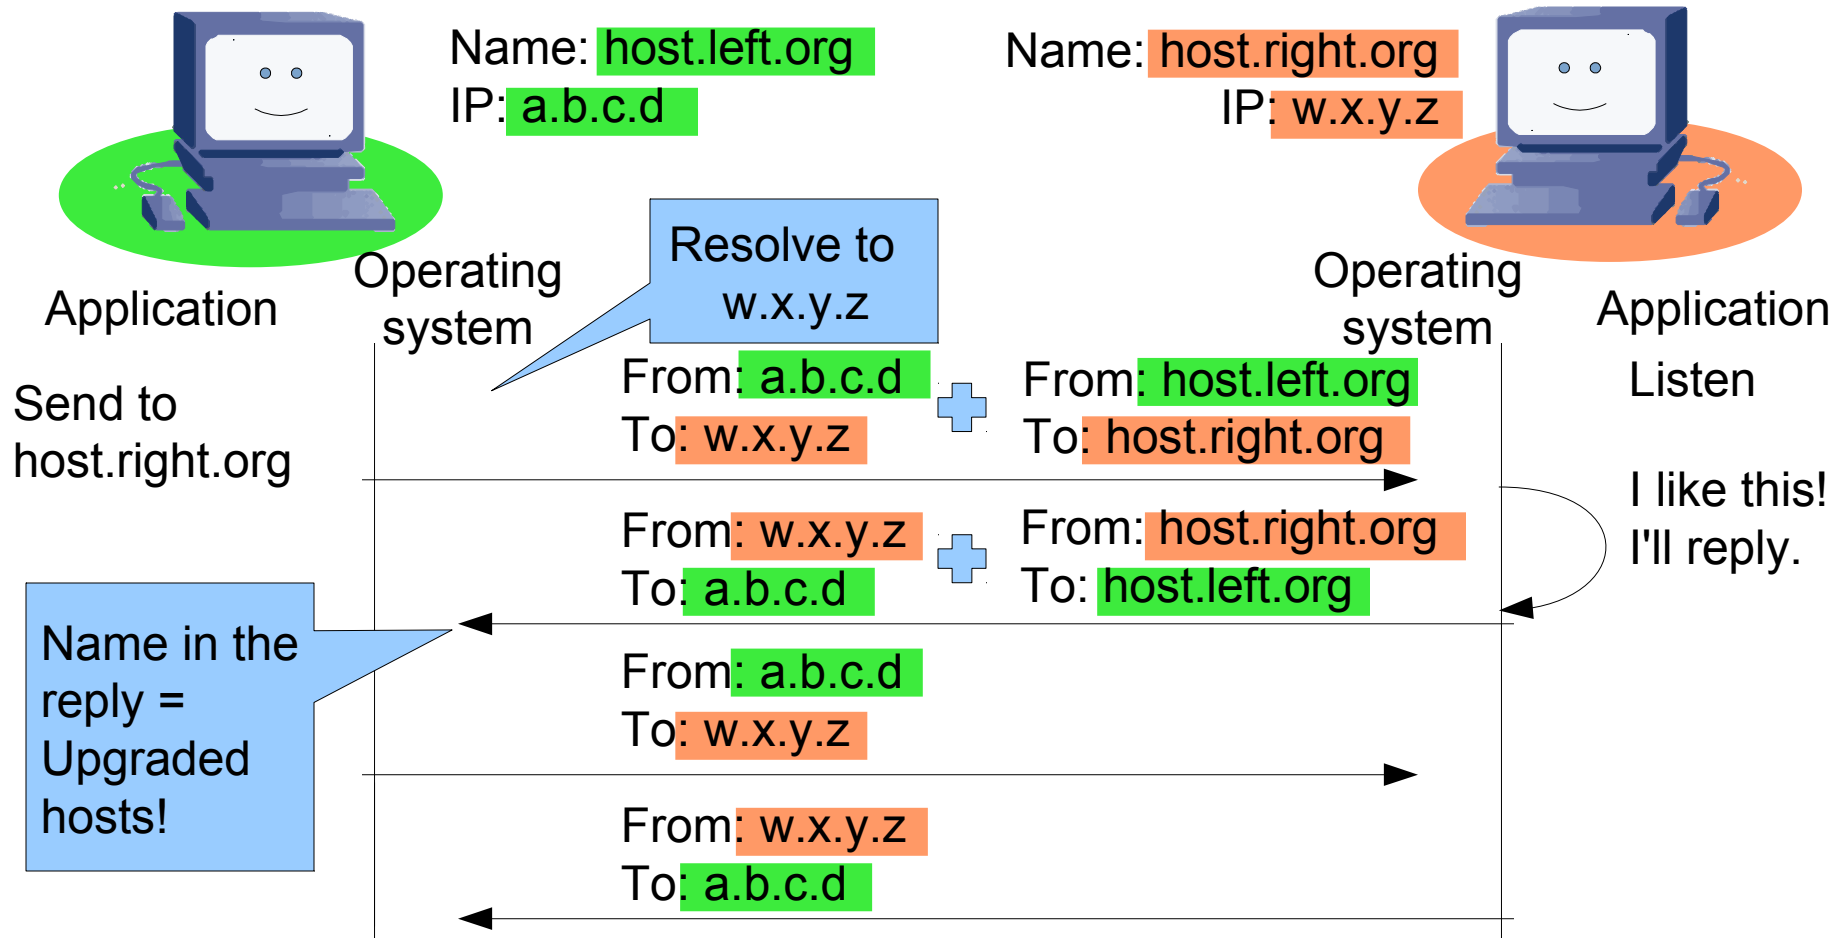 Name: host.left.org
IP: a.b.c.d
Name: host.right.org
IP: w.x.y.z
Application
Operating
system
Resolve to
w.x.y.z
Operating
system
Application
Send to
host.right.org
From: a.b.c.d
To: w.x.y.z
From: host.left.org
To: host.right.org
Listen
I like this!
I'll reply.
From: w.x.y.z
To: a.b.c.d
From: host.right.org
To: host.left.org
Name in the
reply =
Upgraded
hosts!
From: a.b.c.d
To: w.x.y.z
From: w.x.y.z
To: a.b.c.d